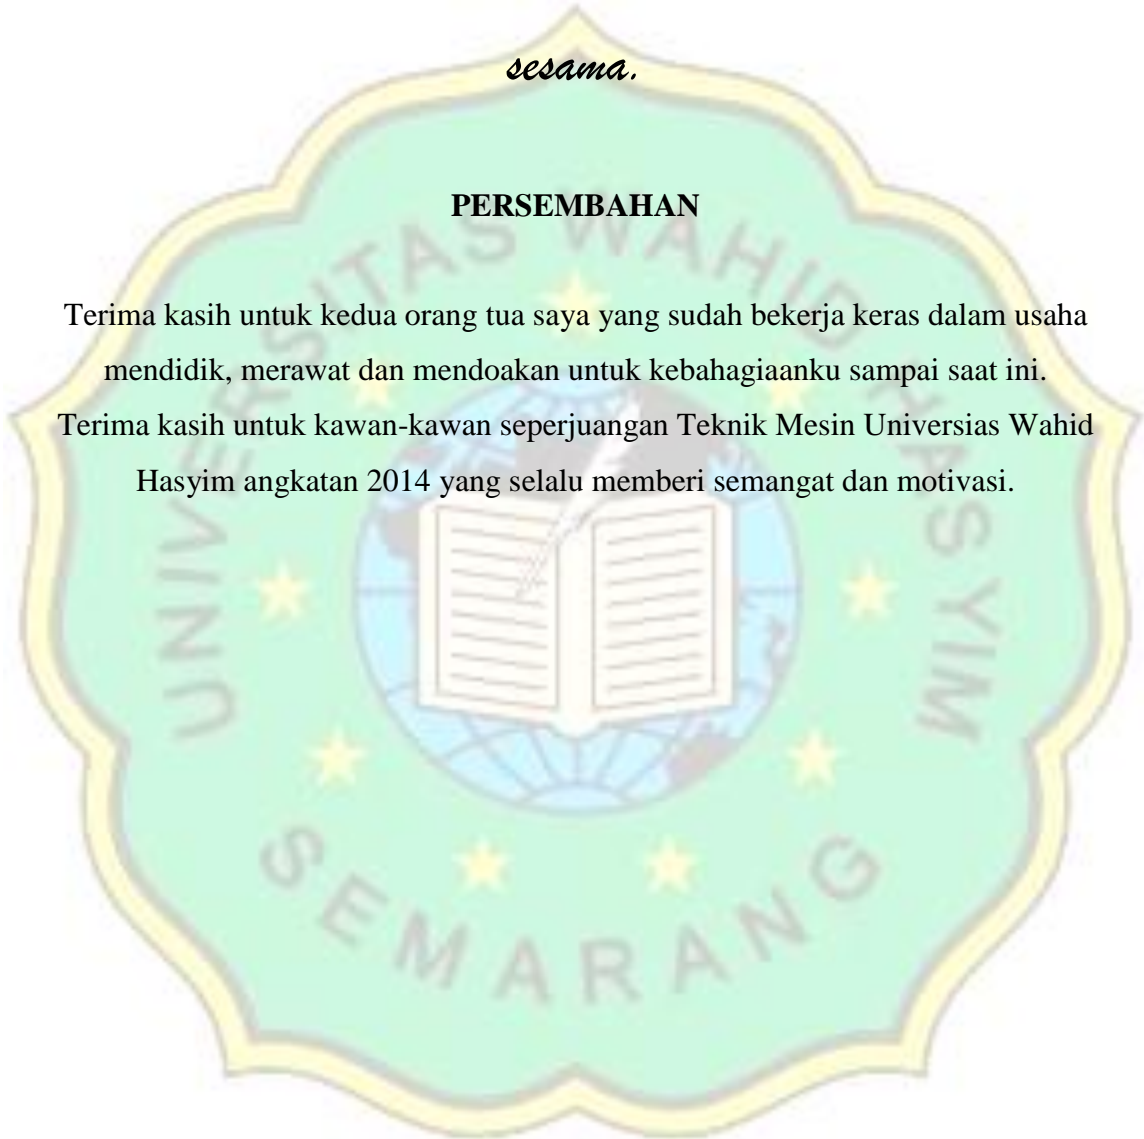 sesama.
PERSEMBAHAN
Terima kasih untuk kedua orang tua saya yang sudah bekerja keras dalam usaha
mendidik, merawat dan mendoakan untuk kebahagiaanku sampai saat ini.
Terima kasih untuk kawan-kawan seperjuangan Teknik Mesin Universias Wahid
Hasyim angkatan 2014 yang selalu memberi semangat dan motivasi.
UNIVERSITAS WAHID HASYIM
SEMARANG